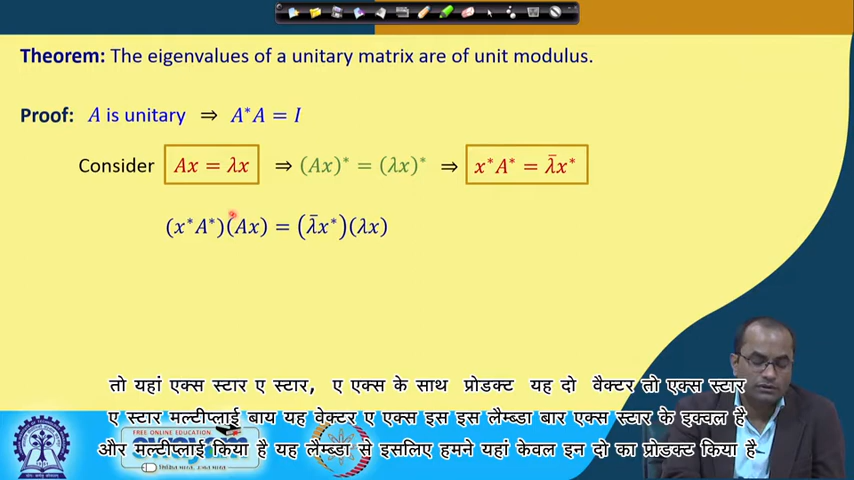 Theorem: The eigenvalues of a unitary matrix are of unit modulus.
Proof: A is unitary ⇒ A*A = I
Consider Ax = λx ⇒ (Ax)* = (λx)* ⇒ x*A* = λ̄x*
(x*A*)(Ax) = (λ̄x*)(λx)
तो यहां एक्स स्टार ए स्टार, ए एक्स के साथ प्रोडक्ट यह दो वैक्टर तो एक्स स्टार
ए स्टार मल्टीप्लाई बाय यह वेक्टर ए एक्स इस इस लैम्ब्डा बार एक्स स्टार के इक्वल है
और मल्टीप्लाई किया है यह लैम्ब्डा से इसलिए हमने यहां केवल इन दो का प्रोडक्ट किया है
FREE ONLINE EDUCATION